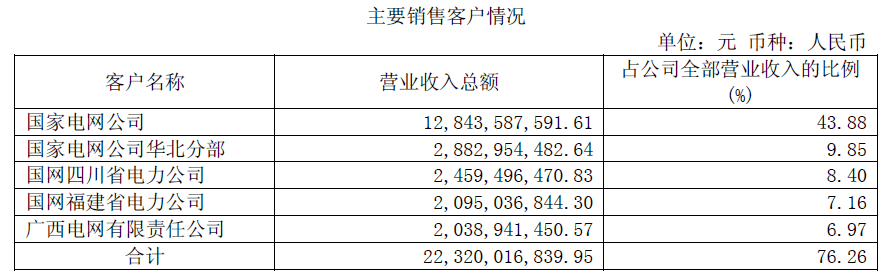 主要销售客户情况
单位：元 币种：人民币
客户名称 营业收入总额 占公司全部营业收入的比例
(%)
国家电网公司 12,843,587,591.61 43.88
国家电网公司华北分部 2,882,954,482.64 9.85
国网四川省电力公司 2,459,496,470.83 8.40
国网福建省电力公司 2,095,036,844.30 7.16
广西电网有限责任公司 2,038,941,450.57 6.97
合计 22,320,016,839.95 76.26